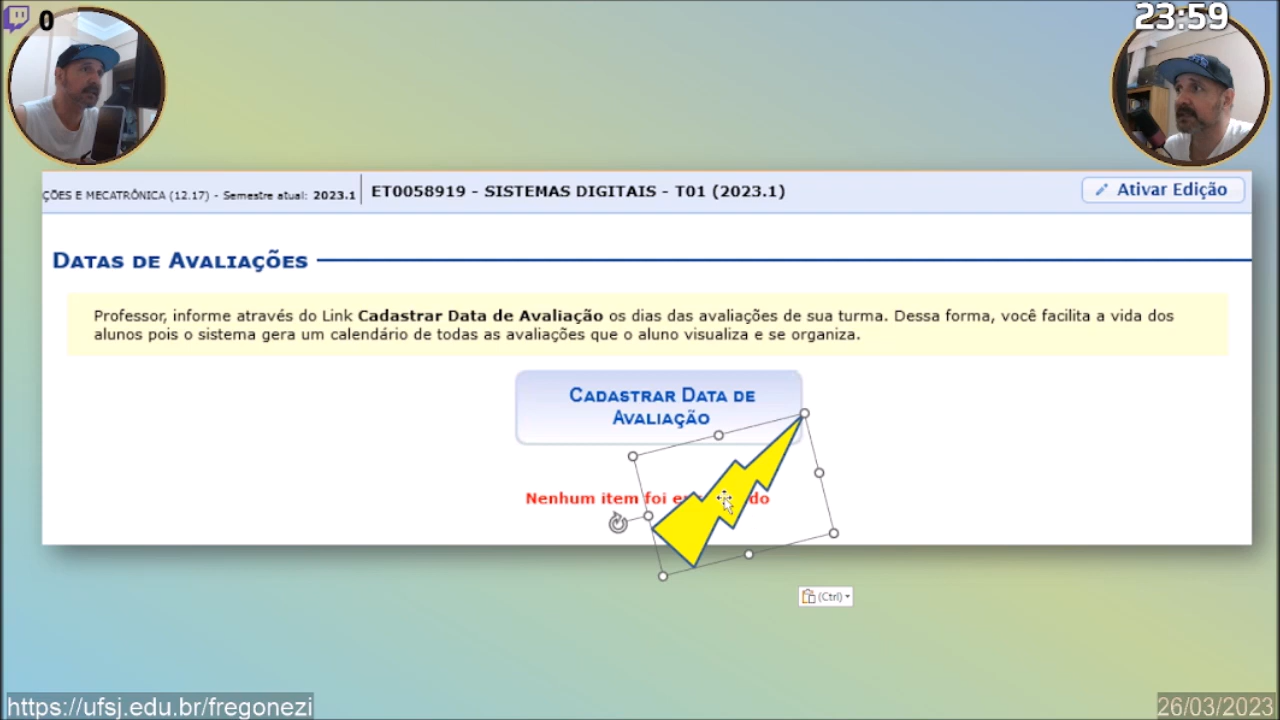 0
23:59
ÇÕES E MECATRÔNICA (12.17) - Semestre atual: 2023.1
ET0058919 - SISTEMAS DIGITAIS - T01 (2023.1)
Ativar Edição
DATAS DE AVALIAÇÕES
Professor, informe através do Link Cadastrar Data de Avaliação os dias das avaliações de sua turma. Dessa forma, você facilita a vida dos
alunos pois o sistema gera um calendário de todas as avaliações que o aluno visualiza e se organiza.
CADASTRAR DATA DE
AVALIAÇÃO
Nenhum item foi
(Ctrl)
https://ufsj.edu.br/fregonezi
26/03/2023